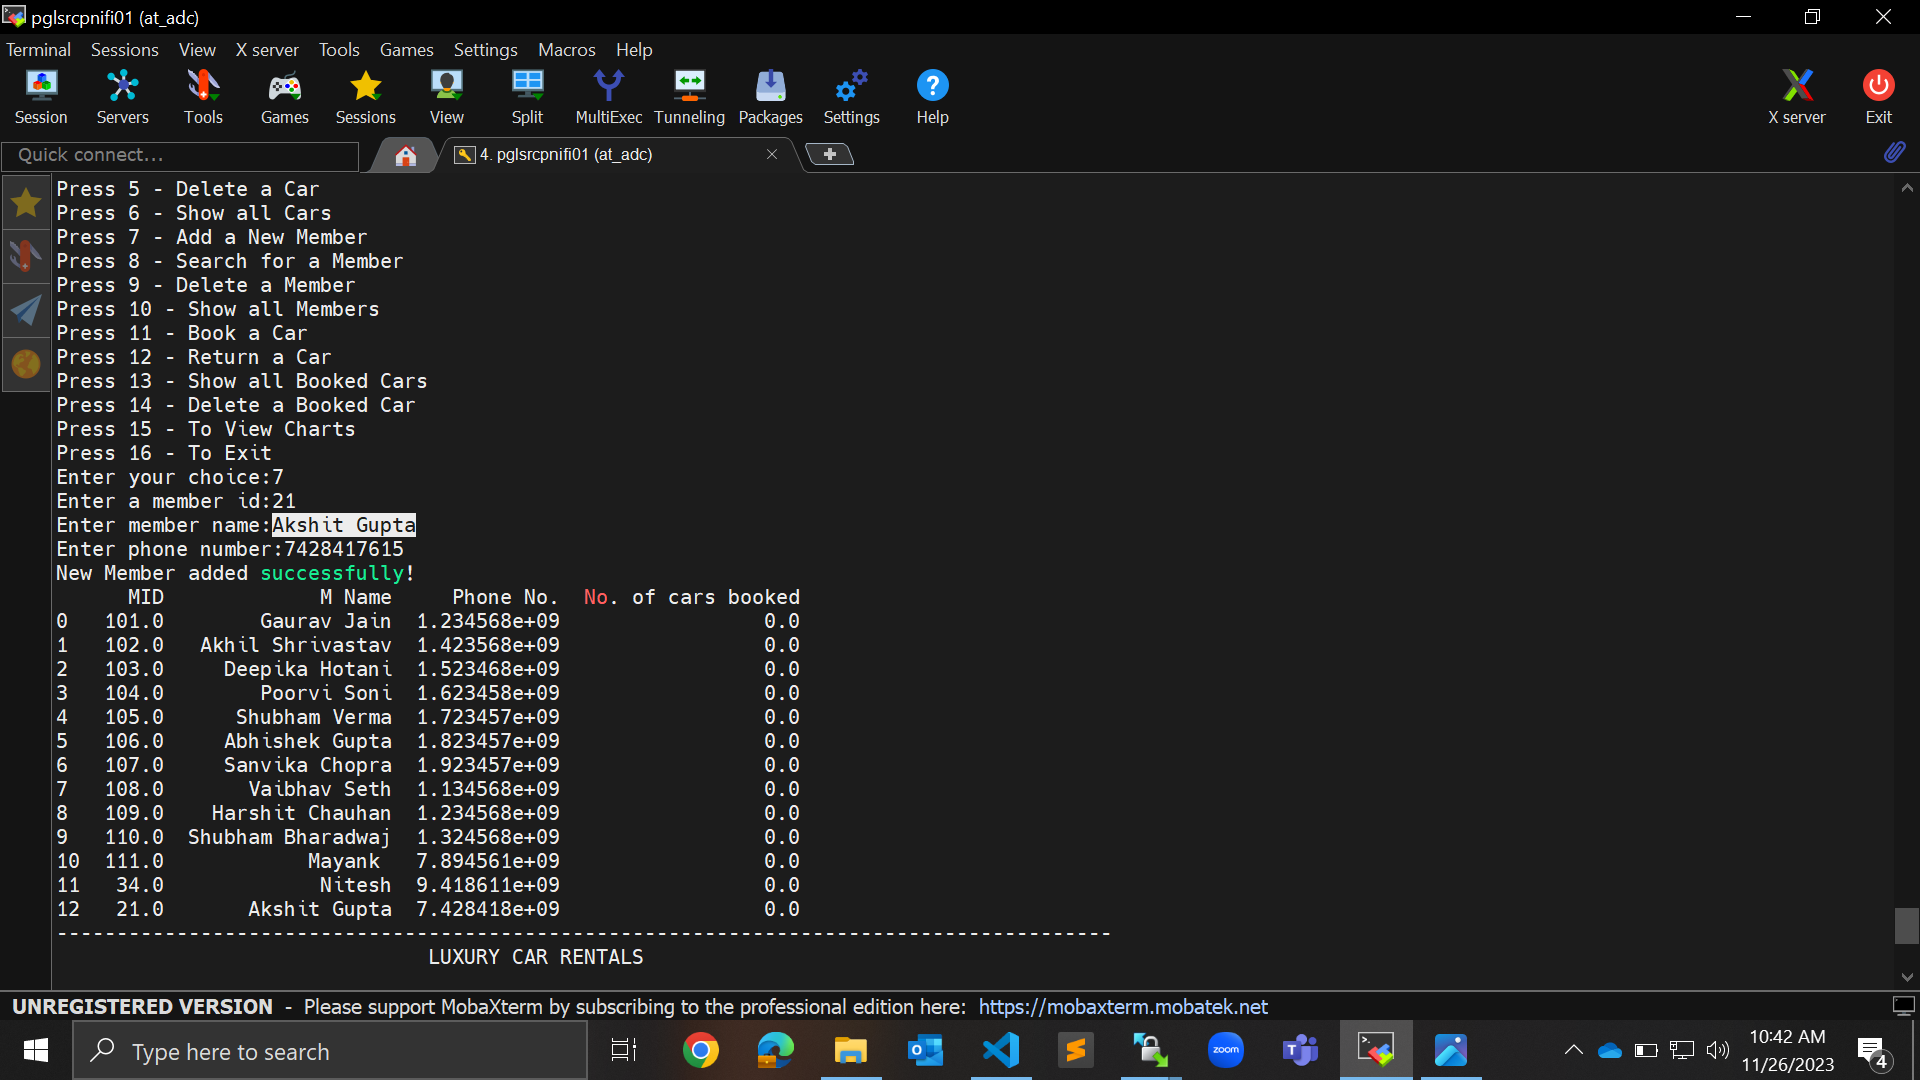 pglsrcpnifi01 (at_adc)
Terminal Sessions View X server Tools Games Settings Macros Help
Session Servers Tools Games Sessions View Split MultiExec Tunneling Packages Settings Help X server Exit
Quick connect... 4. pglsrcpnifi01 (at_adc)
Press 5 - Delete a Car
Press 6 - Show all Cars
Press 7 - Add a New Member
Press 8 - Search for a Member
Press 9 - Delete a Member
Press 10 - Show all Members
Press 11 - Book a Car
Press 12 - Return a Car
Press 13 - Show all Booked Cars
Press 14 - Delete a Booked Car
Press 15 - To View Charts
Press 16 - To Exit
Enter your choice:7
Enter a member id:21
Enter member name:Akshit Gupta
Enter phone number:7428417615
New Member added successfully!
MID M Name Phone No. No. of cars booked
0 101.0 Gaurav Jain 1.234568e+09 0.0
1 102.0 Akhil Shrivastav 1.423568e+09 0.0
2 103.0 Deepika Hotani 1.523468e+09 0.0
3 104.0 Poorvi Soni 1.623458e+09 0.0
4 105.0 Shubham Verma 1.723457e+09 0.0
5 106.0 Abhishek Gupta 1.823457e+09 0.0
6 107.0 Sanvika Chopra 1.923457e+09 0.0
7 108.0 Vaibhav Seth 1.134568e+09 0.0
8 109.0 Harshit Chauhan 1.234568e+09 0.0
9 110.0 Shubham Bharadwaj 1.324568e+09 0.0
10 111.0 Mayank 7.894561e+09 0.0
11 34.0 Nitesh 9.418611e+09 0.0
12 21.0 Akshit Gupta 7.428418e+09 0.0
----------------------------------------------------------------------------------------
LUXURY CAR RENTALS
UNREGISTERED VERSION - Please support MobaXterm by subscribing to the professional edition here: https://mobaxterm.mobatek.net
Type here to search zoom 10:42 AM
11/26/2023 4